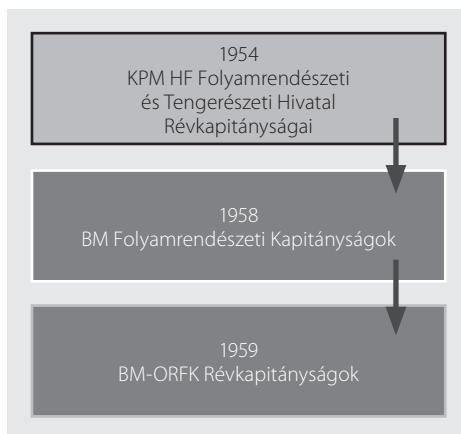 1954
KPM HF Folyamrendészeti
és Tengerészeti Hivatal
Révkapitányságai
1958
BM Folyamrendészeti Kapitányságok
1959
BM-ORFK Révkapitányságok